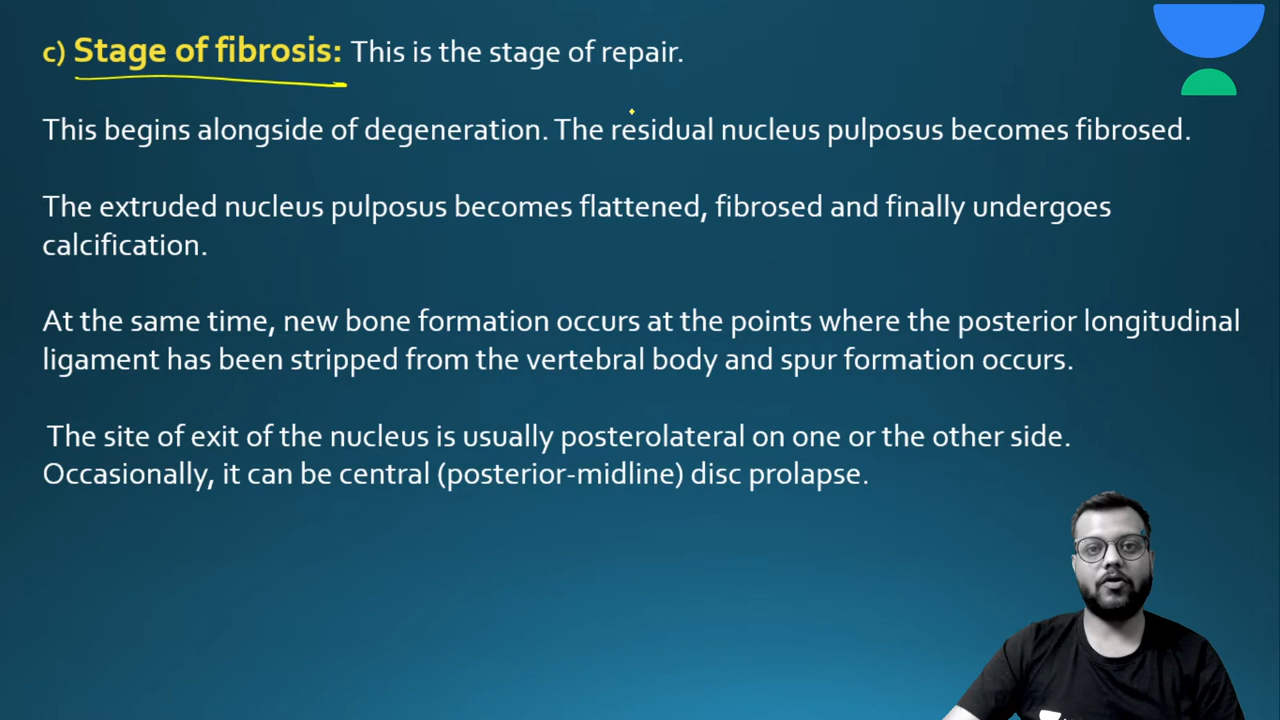 c) Stage of fibrosis: This is the stage of repair.
This begins alongside of degeneration. The residual nucleus pulposus becomes fibrosed.
The extruded nucleus pulposus becomes flattened, fibrosed and finally undergoes
calcification.
At the same time, new bone formation occurs at the points where the posterior longitudinal
ligament has been stripped from the vertebral body and spur formation occurs.
The site of exit of the nucleus is usually posterolateral on one or the other side.
Occasionally, it can be central (posterior-midline) disc prolapse.